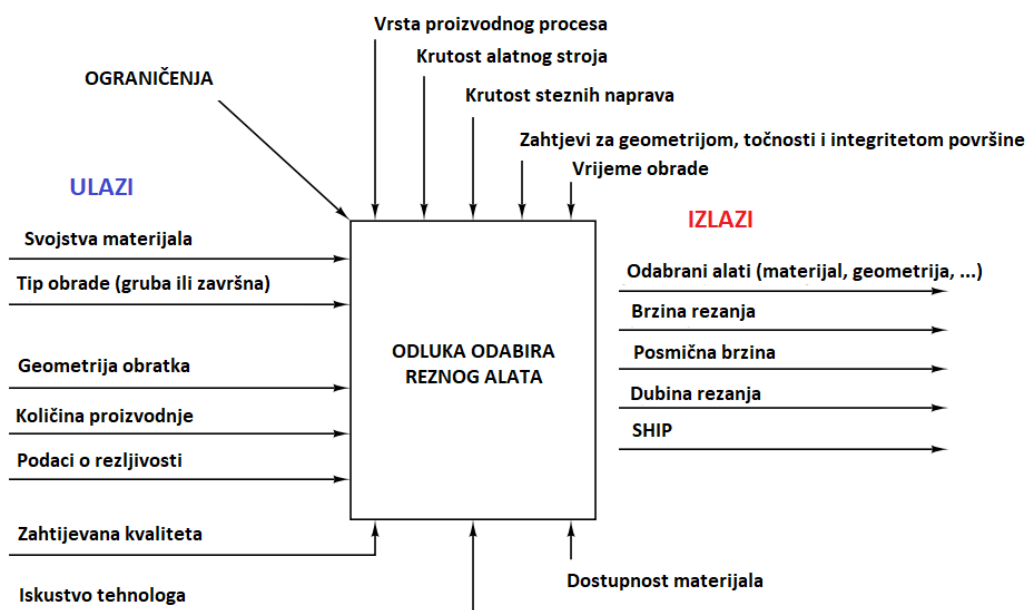 Vrsta proizvodnog procesa
Krutost alatnog stroja
OGRANIČENJA
Krutost steznih naprava
Zahtjevi za geometrijom, točnosti i integritetom površine
Vrijeme obrade
ULAZI
IZLAZI
Svojstva materijala
Tip obrade (gruba ili završna)
Geometrija obratka
Količina proizvodnje
Podaci o rezljivosti
Zahtijevana kvaliteta
Iskustvo tehnologa
ODLUKA ODABIRA
REZNOG ALATA
Odabrani alati (materijal, geometrija, ...)
Brzina rezanja
Posmična brzina
Dubina rezanja
SHIP
Dostupnost materijala